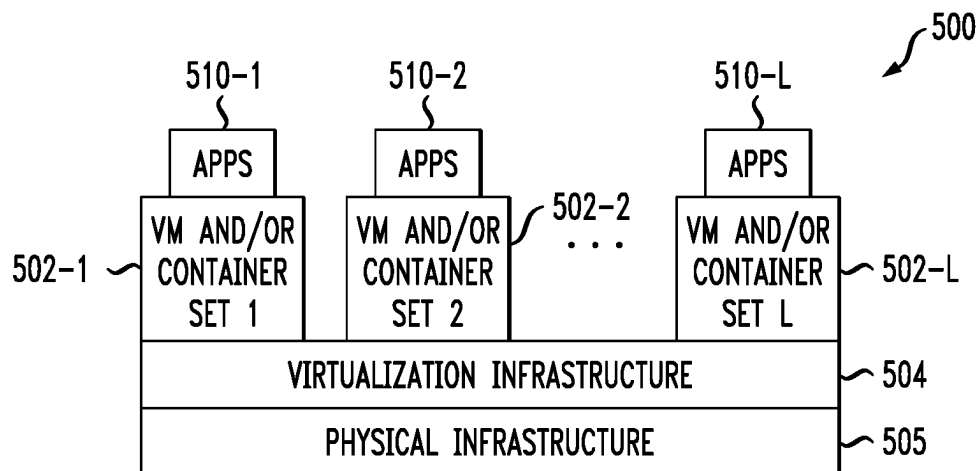 500
510-1
510-2
510-L
APPS
APPS
APPS
VM AND/OR
CONTAINER
SET 1
VM AND/OR
CONTAINER
SET 2
VM AND/OR
CONTAINER
SET L
502-1
502-2
. . .
502-L
VIRTUALIZATION INFRASTRUCTURE
504
PHYSICAL INFRASTRUCTURE
505